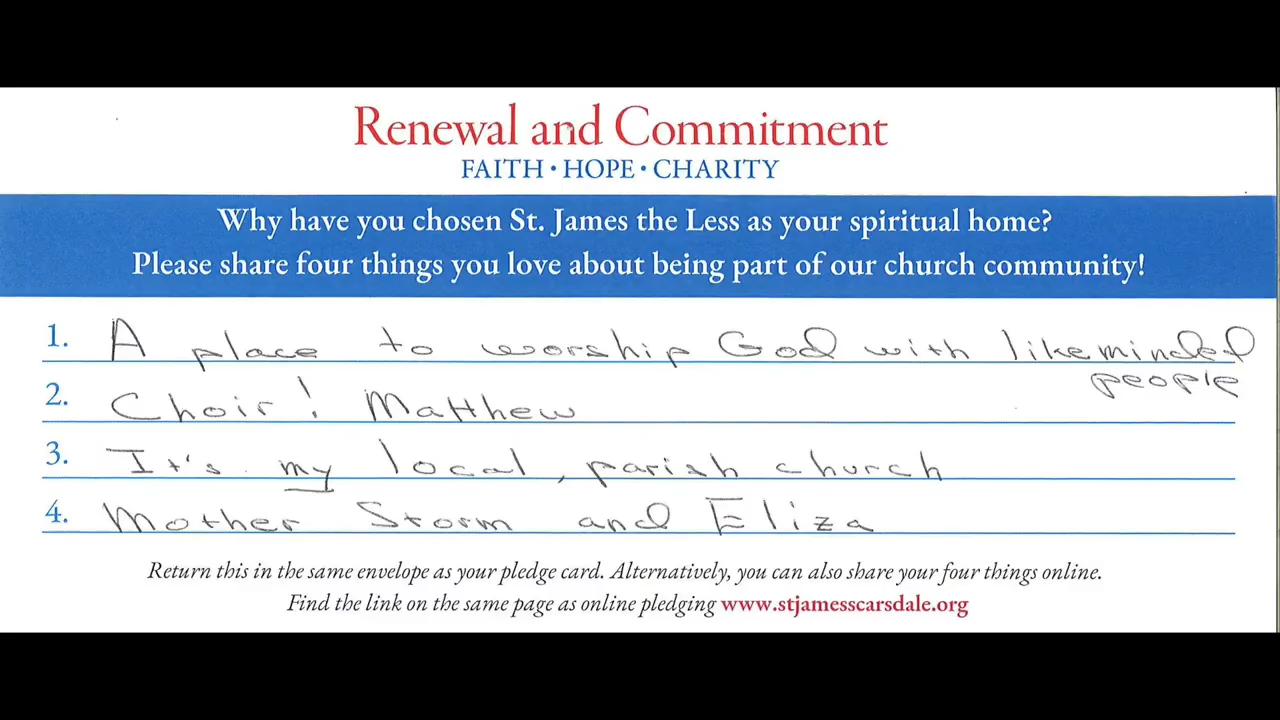 Renewal and Commitment
FAITH • HOPE • CHARITY
Why have you chosen St. James the Less as your spiritual home?
Please share four things you love about being part of our church community!
1. A place to worship God with likeminded
people
2. Choir! Matthew
3. It's my local, parish church
4. Mother Storm and Eliza
Return this in the same envelope as your pledge card. Alternatively, you can also share your four things online.
Find the link on the same page as online pledging www.stjamesscarsdale.org